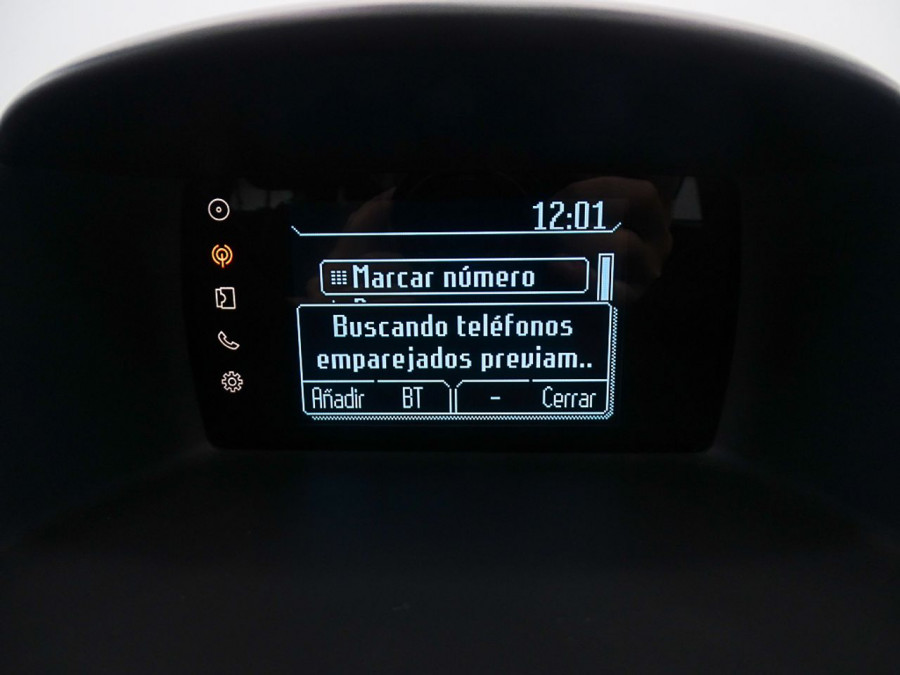 12:01
Marcar número
Buscando teléfonos
emparejados previam..
Añadir BT - Cerrar